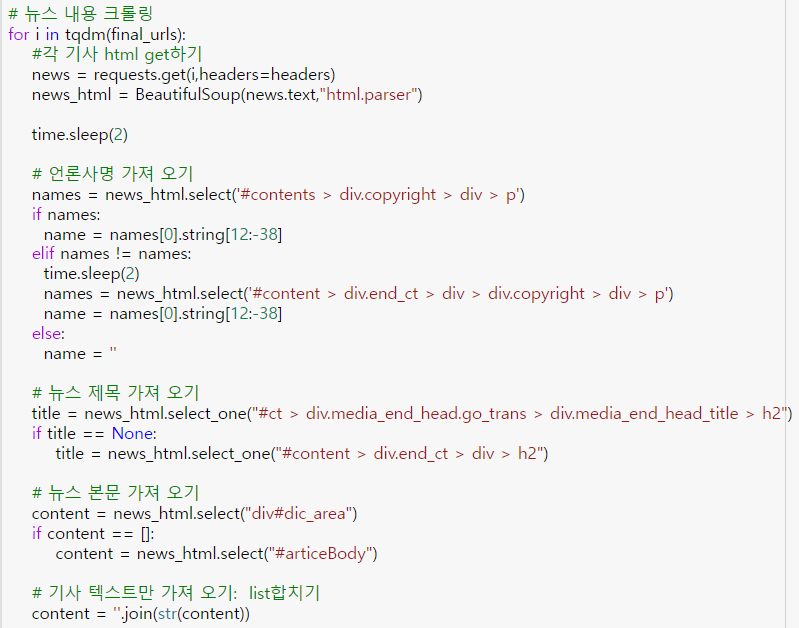 # 뉴스 내용 크롤링
for i in tqdm(final_urls):
#각 기사 html get하기
news = requests.get(i,headers=headers)
news_html = BeautifulSoup(news.text,"html.parser")
time.sleep(2)
# 언론사명 가져 오기
names = news_html.select('#contents > div.copyright > div > p')
if names:
name = names[0].string[12:-38]
elif names != names:
time.sleep(2)
names = news_html.select('#content > div.end_ct > div > div.copyright > div > p')
name = names[0].string[12:-38]
else:
name = ''
# 뉴스 제목 가져 오기
title = news_html.select_one("#ct > div.media_end_head.go_trans > div.media_end_head_title > h2")
if title == None:
title = news_html.select_one("#content > div.end_ct > div > h2")
# 뉴스 본문 가져 오기
content = news_html.select("div#dic_area")
if content == []:
content = news_html.select("#articeBody")
# 기사 텍스트만 가져 오기: list합치기
content = ''.join(str(content))